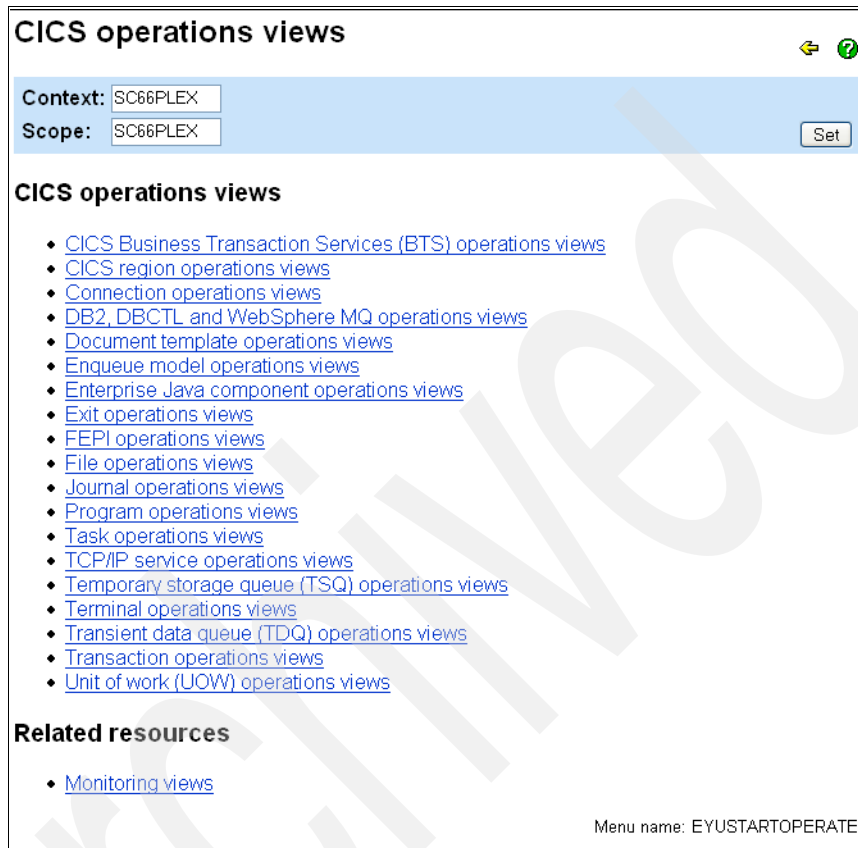 CICS operations views
Context: SC66PLEX
Scope: SC66PLEX
Set
CICS operations views
• CICS Business Transaction Services (BTS) operations views
• CICS region operations views
• Connection operations views
• DB2, DBCTL and WebSphere MQ operations views
• Document template operations views
• Enqueue model operations views
• Enterprise Java component operations views
• Exit operations views
• FEPI operations views
• File operations views
• Journal operations views
• Program operations views
• Task operations views
• TCP/IP service operations views
• Temporary storage queue (TSQ) operations views
• Terminal operations views
• Transient data queue (TDQ) operations views
• Transaction operations views
• Unit of work (UOW) operations views
Related resources
• Monitoring views
Menu name: EYUSTARTOPERATE
rchived